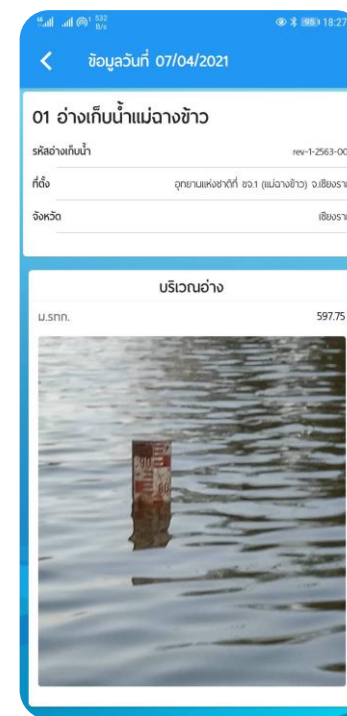 532
B/s
98 18:27
ข้อมูลวันที่ 07/04/2021
01 อ่างเก็บน้ำแม่ฉางข้าว
รหัสอ่างเก็บน้ำ rev-1-2563-00
ที่ตั้ง อุทยานแห่งชาติที่ ชจ.1 (แม่ฉางข้าว) จ.เชียงรา
จังหวัด เชียงรา
บริเวณอ่าง
ม.รทก. 597.75